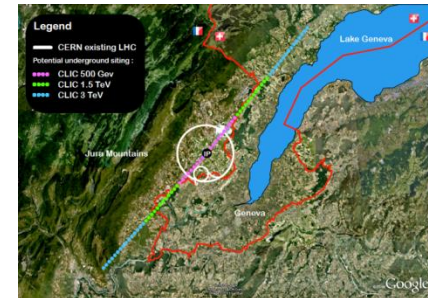 Legend
CERN existing LHC
Potential underground siting :
CLIC 500 Gev
CLIC 1.5 TeV
CLIC 3 TeV
Jura Mountains
IP
Geneva
Lake Geneva
Google